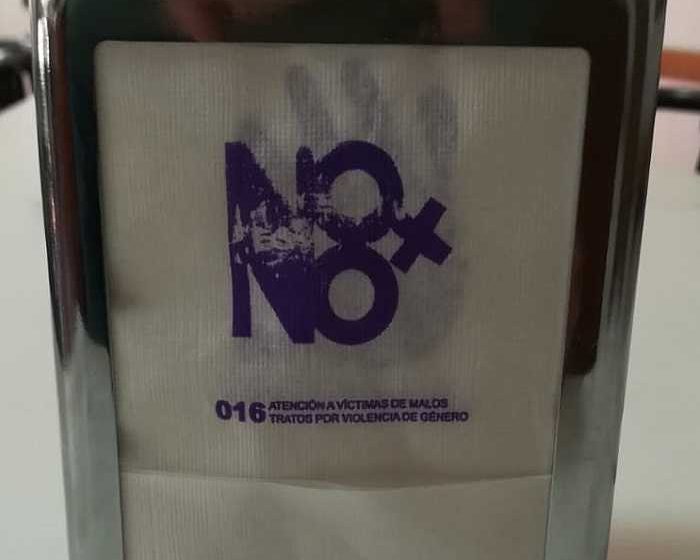 NO+
NO
016 ATENCIÓN A VÍCTIMAS DE MALOS
TRATOS POR VIOLENCIA DE GÉNERO